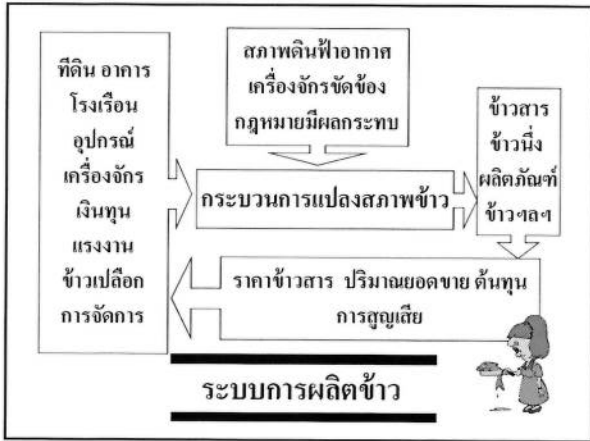 ที่ดิน อาคาร
โรงเรือน
อุปกรณ์
เครื่องจักร
เงินทุน
แรงงาน
ข้าวเปลือก
การจัดการ
สภาพดินฟ้าอากาศ
เครื่องจักรขัดข้อง
กฎหมายมีผลกระทบ
กระบวนการแปลงสภาพข้าว
ข้าวสาร
ข้าวนึ่ง
ผลิตภัณฑ์
ข้าวฯลฯ
ราคาข้าวสาร ปริมาณยอดขาย ต้นทุน
การสูญเสีย
ระบบการผลิตข้าว